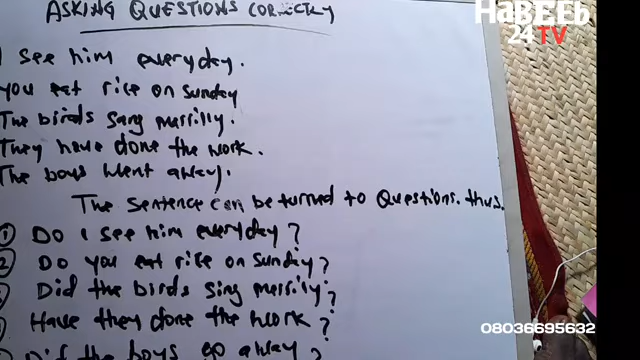 ASKING QUESTIONS CORRECTLY
I see him everyday.
you eat rice on sunday
The birds sang merrilly.
They have done the work.
The boys went away.
The sentence can be turned to Questions. thus.
① Do I see him everyday?
2 Do you eat rice on sunday?
Did the birds sing merrily?
Have they done the work?
Did the boys go away?
HaBEEb
24TV
08036695632